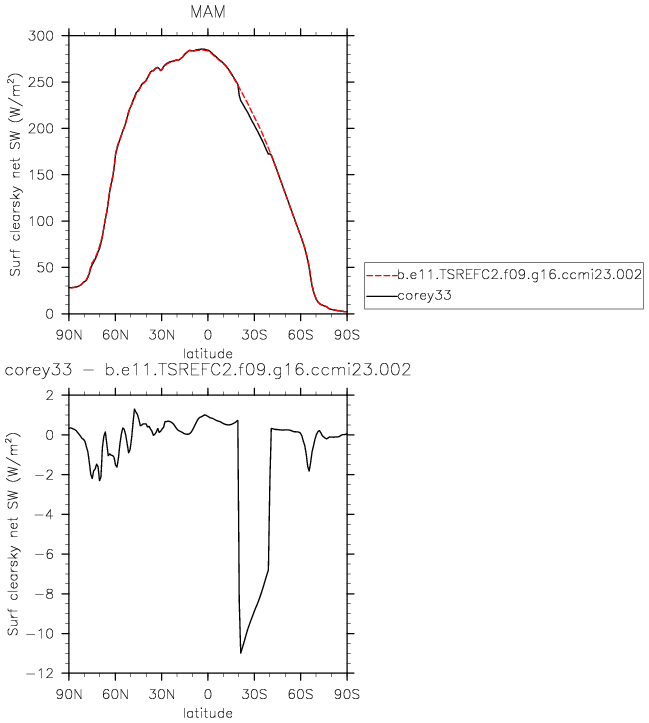 MAM
300
250
200
150
100
50
0
Surf clearsky net SW (W/m²)
90N 60N 30N 0 30S 60S 90S
latitude
b.e11.TSREFC2.f09.g16.ccmi23.002
corey33
corey33 − b.e11.TSREFC2.f09.g16.ccmi23.002
2
0
−2
−4
−6
−8
−10
−12
Surf clearsky net SW (W/m²)
90N 60N 30N 0 30S 60S 90S
latitude